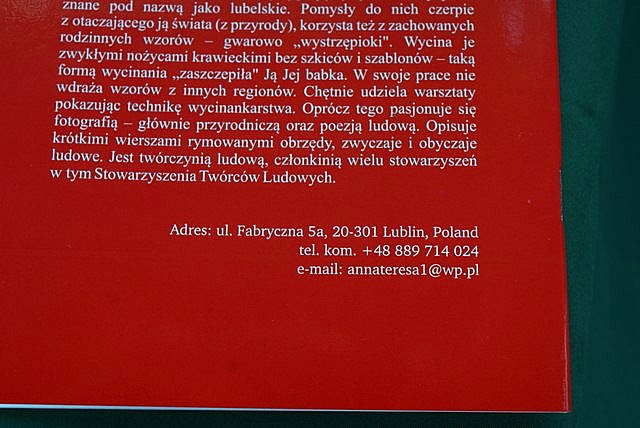 znane pod nazwą jako lubelskie. Pomysły do nich czerpie
z otaczającego ją świata (z przyrody), korzysta też z zachowanych
rodzinnych wzorów – gwarowo „wystrzępioki". Wycina je
zwykłymi nożycami krawieckimi bez szkiców i szablonów – taką
formą wycinania „zaszczepiła" Ją Jej babka. W swoje prace nie
wdraża wzorów z innych regionów. Chętnie udziela warsztaty
pokazując technikę wycinankarstwa. Oprócz tego pasjonuje się
fotografią – głównie przyrodniczą oraz poezją ludową. Opisuje
krótkimi wierszami rymowanymi obrzędy, zwyczaje i obyczaje
ludowe. Jest twórczynią ludową, członkinią wielu stowarzyszeń
w tym Stowarzyszenia Twórców Ludowych.
Adres: ul. Fabryczna 5a, 20-301 Lublin, Poland
tel. kom. +48 889 714 024
e-mail: annateresa1@wp.pl